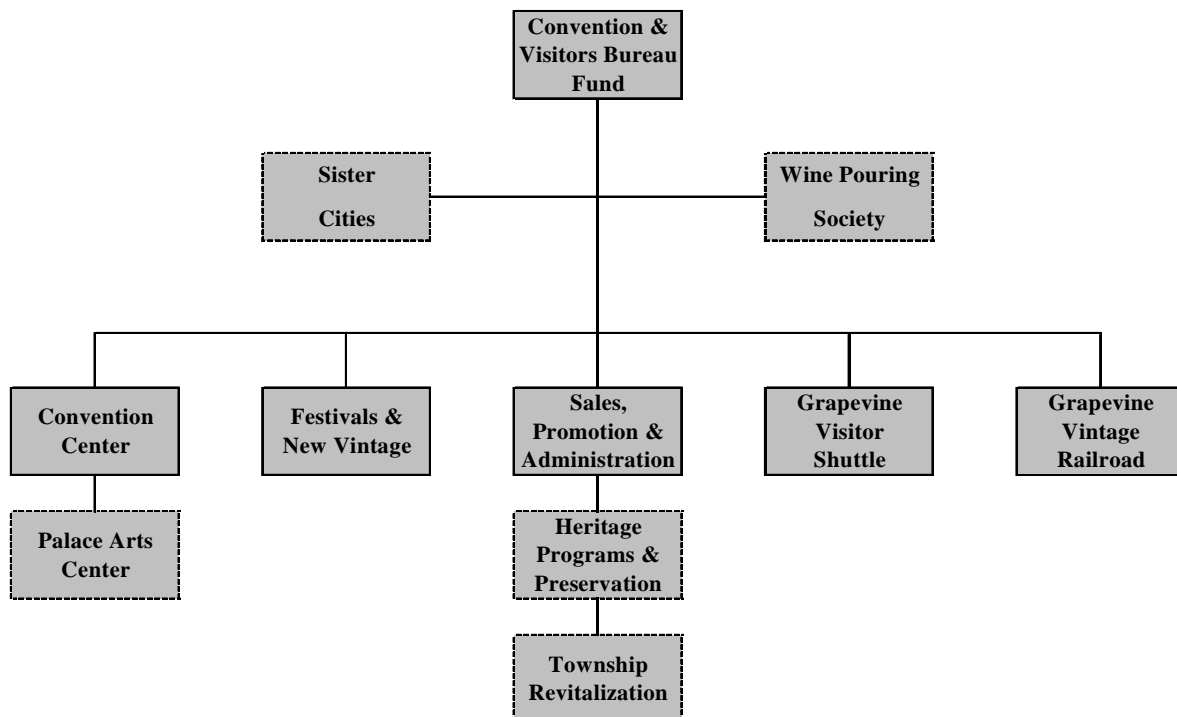 Convention &
Visitors Bureau
Fund
Sister
Cities
Wine Pouring
Society
Convention
Center
Festivals &
New Vintage
Sales,
Promotion &
Administration
Grapevine
Visitor
Shuttle
Grapevine
Vintage
Railroad
Palace Arts
Center
Heritage
Programs &
Preservation
Township
Revitalization